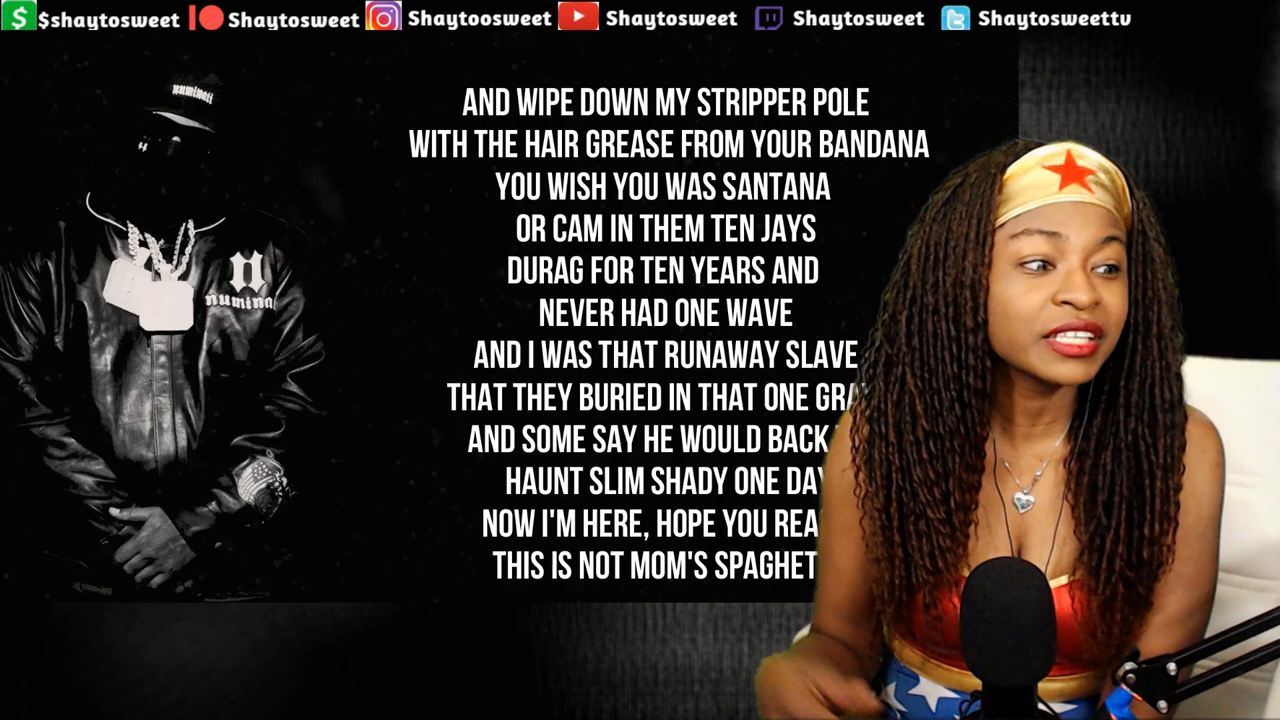 $shaytosweet Shaytosweet Shaytoosweet Shaytosweet Shaytosweet Shaytosweettv
numinati
AND WIPE DOWN MY STRIPPER POLE
WITH THE HAIR GREASE FROM YOUR BANDANA
YOU WISH YOU WAS SANTANA
OR CAM IN THEM TEN JAYS
DURAG FOR TEN YEARS AND
n
NEVER HAD ONE WAVE
AND I WAS THAT RUNAWAY SLAVE
THAT THEY BURIED IN THAT ONE
AND SOME SAY HE WOULD BACK
HAUNT SLIM SHADY ONE DAY
NOW I'M HERE, HOPE YOU
THIS IS NOT MOM'S